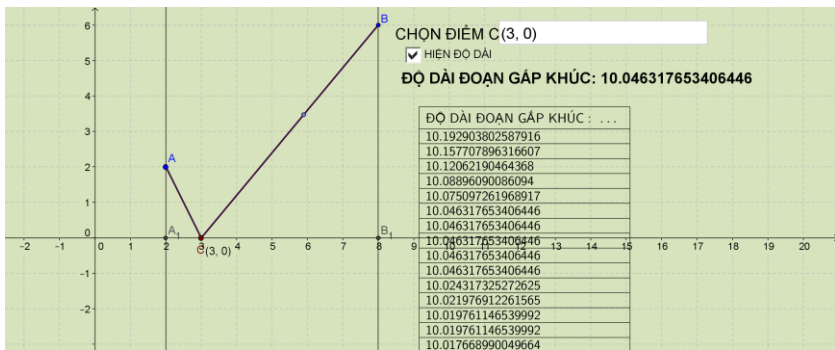 CHỌN ĐIỂM C (3, 0)
HIỆN ĐỘ DÀI
ĐỘ DÀI ĐOẠN GẤP KHÚC: 10.046317653406446
ĐỘ DÀI ĐOẠN GẤP KHÚC : ...
10.192903802587916
10.157707896316607
10.12062190464368
10.08896090086094
10.075097261968917
10.046317653406446
10.046317653406446
10.046317653406446
10.046317653406446
10.046317653406446
10.024317325272625
10.021976912261565
10.019761146539992
10.019761146539992
10.017668990049664
6
B
5
4
3
2
A
1
A₁
B₁
-2 -1 0 1 2 3 4 5 6 7 8 9 10 11 12 13 14 15 16 17 18 19 20
C(3, 0)
-1
-2